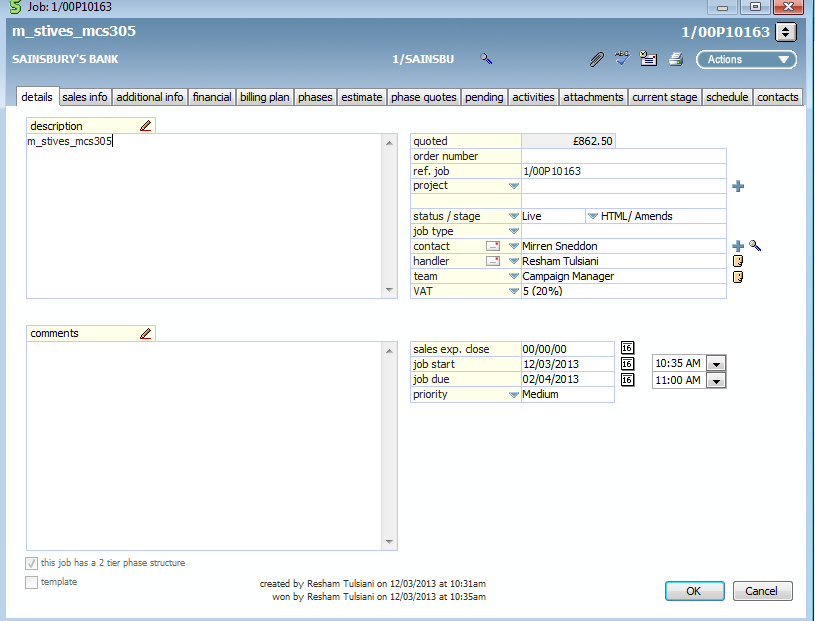 Job: 1/00P10163
m_stives_mcs305 1/00P10163
SAINSBURY'S BANK 1/SAINSBU ABC Actions
details sales info additional info financial billing plan phases estimate phase quotes pending activities attachments current stage schedule contacts
description
m_stives_mcs305
quoted £862.50
order number
ref. job 1/00P10163
project
status / stage Live HTML/ Amends
job type
contact Mirren Sneddon
handler Resham Tulsiani
team Campaign Manager
VAT 5 (20%)
comments
sales exp. close 00/00/00 16
job start 12/03/2013 16 10:35 AM
job due 02/04/2013 16 11:00 AM
priority Medium
this job has a 2 tier phase structure
template
created by Resham Tulsiani on 12/03/2013 at 10:31am
won by Resham Tulsiani on 12/03/2013 at 10:35am
OK Cancel